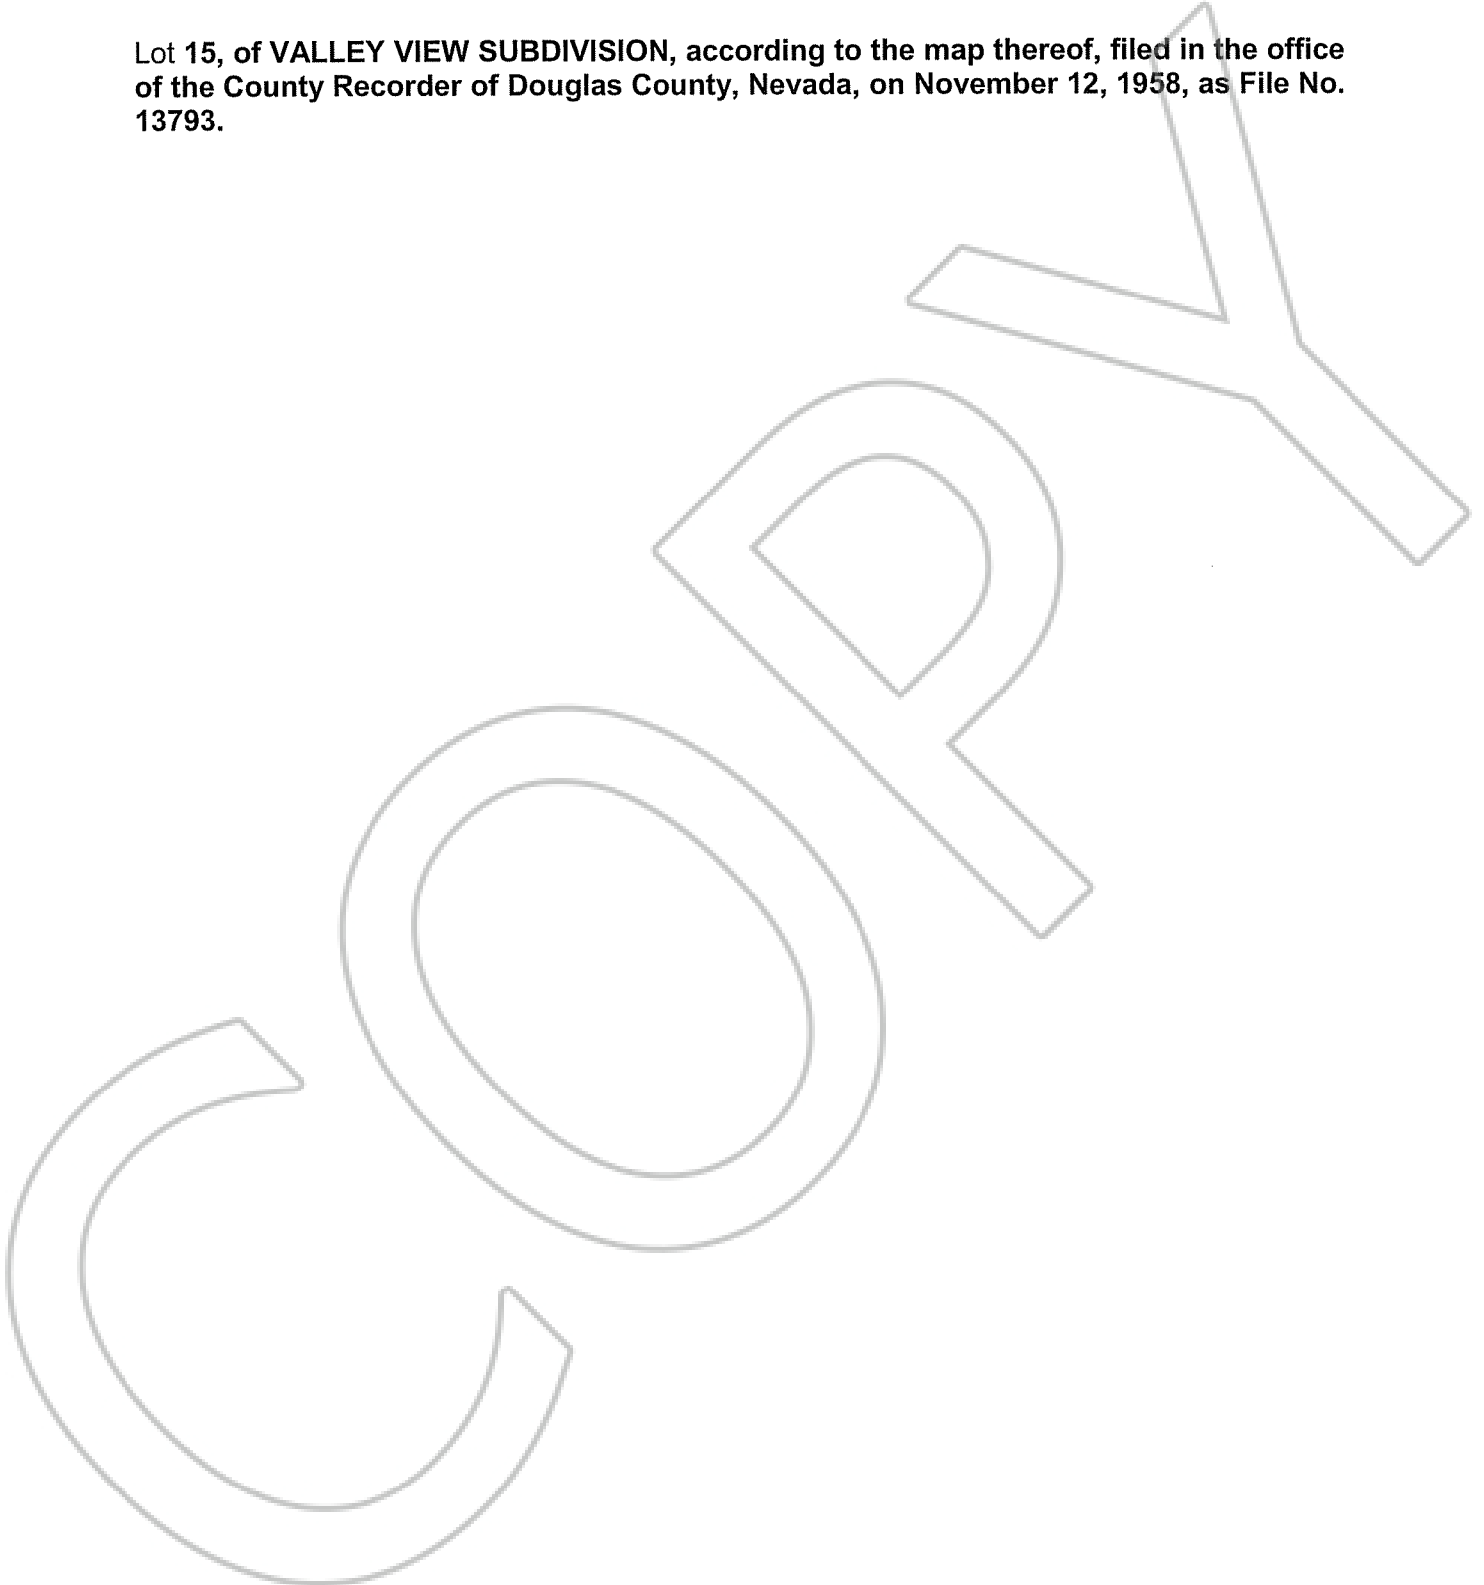 Lot 15, of VALLEY VIEW SUBDIVISION, according to the map thereof, filed in the office
of the County Recorder of Douglas County, Nevada, on November 12, 1958, as File No.
13793.
COPY